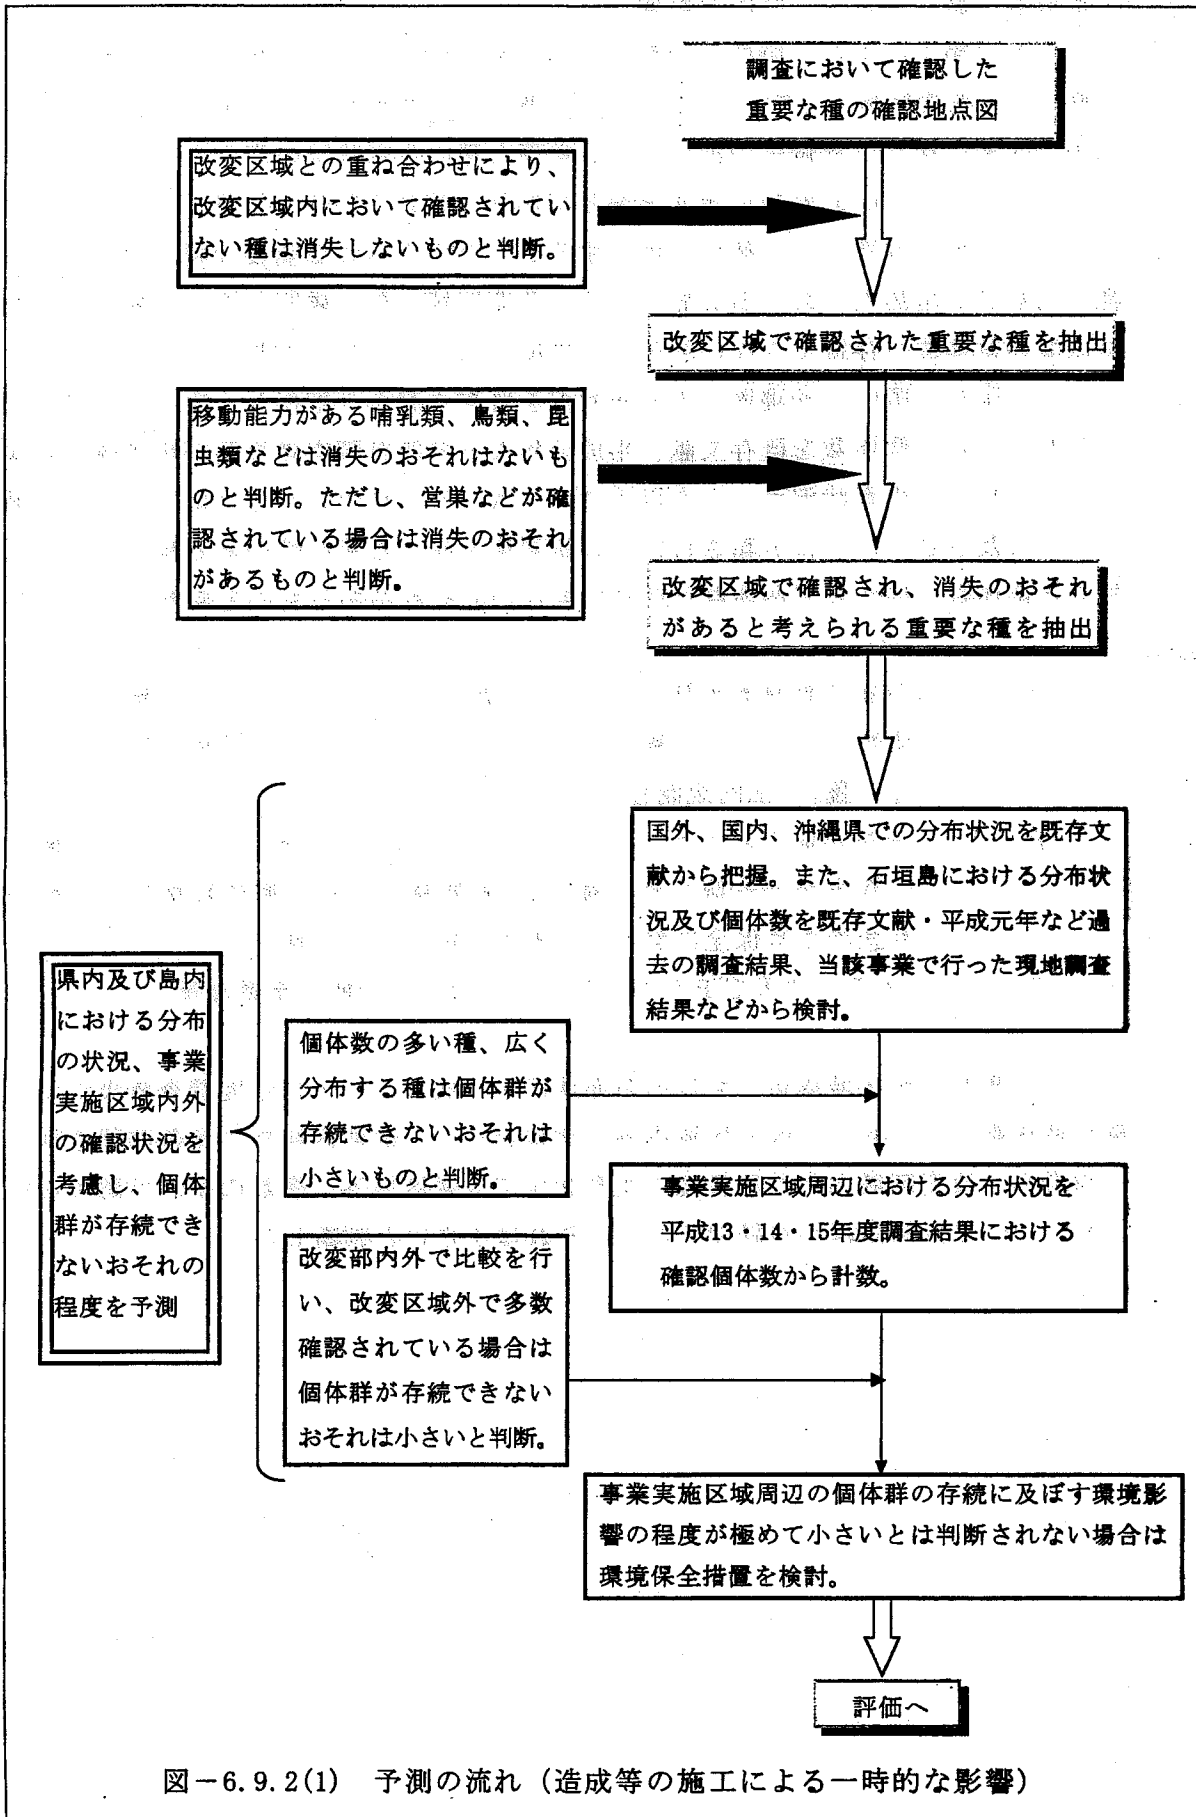 調査において確認した
重要な種の確認地点図
改変区域との重ね合わせにより、
改変区域内において確認されてい
ない種は消失しないものと判断。
改変区域で確認された重要な種を抽出
移動能力がある哺乳類、鳥類、昆
虫類などは消失のおそれはないも
のと判断。ただし、営巣などが確
認されている場合は消失のおそれ
があるものと判断。
改変区域で確認され、消失のおそれ
があると考えられる重要な種を抽出
国外、国内、沖縄県での分布状況を既存文
献から把握。また、石垣島における分布状
況及び個体数を既存文献・平成元年など過
去の調査結果、当該事業で行った現地調査
結果などから検討。
県内及び島内
における分布
の状況、事業
実施区域内外
の確認状況を
考慮し、個体
群が存続でき
ないおそれの
程度を予測
個体数の多い種、広く
分布する種は個体群が
存続できないおそれは
小さいものと判断。
事業実施区域周辺における分布状況を
平成13・14・15年度調査結果における
確認個体数から計数。
改変部内外で比較を行
い、改変区域外で多数
確認されている場合は
個体群が存続できない
おそれは小さいと判断。
事業実施区域周辺の個体群の存続に及ぼす環境影
響の程度が極めて小さいとは判断されない場合は
環境保全措置を検討。
評価へ
図－6.9.2(1)　予測の流れ（造成等の施工による一時的な影響）